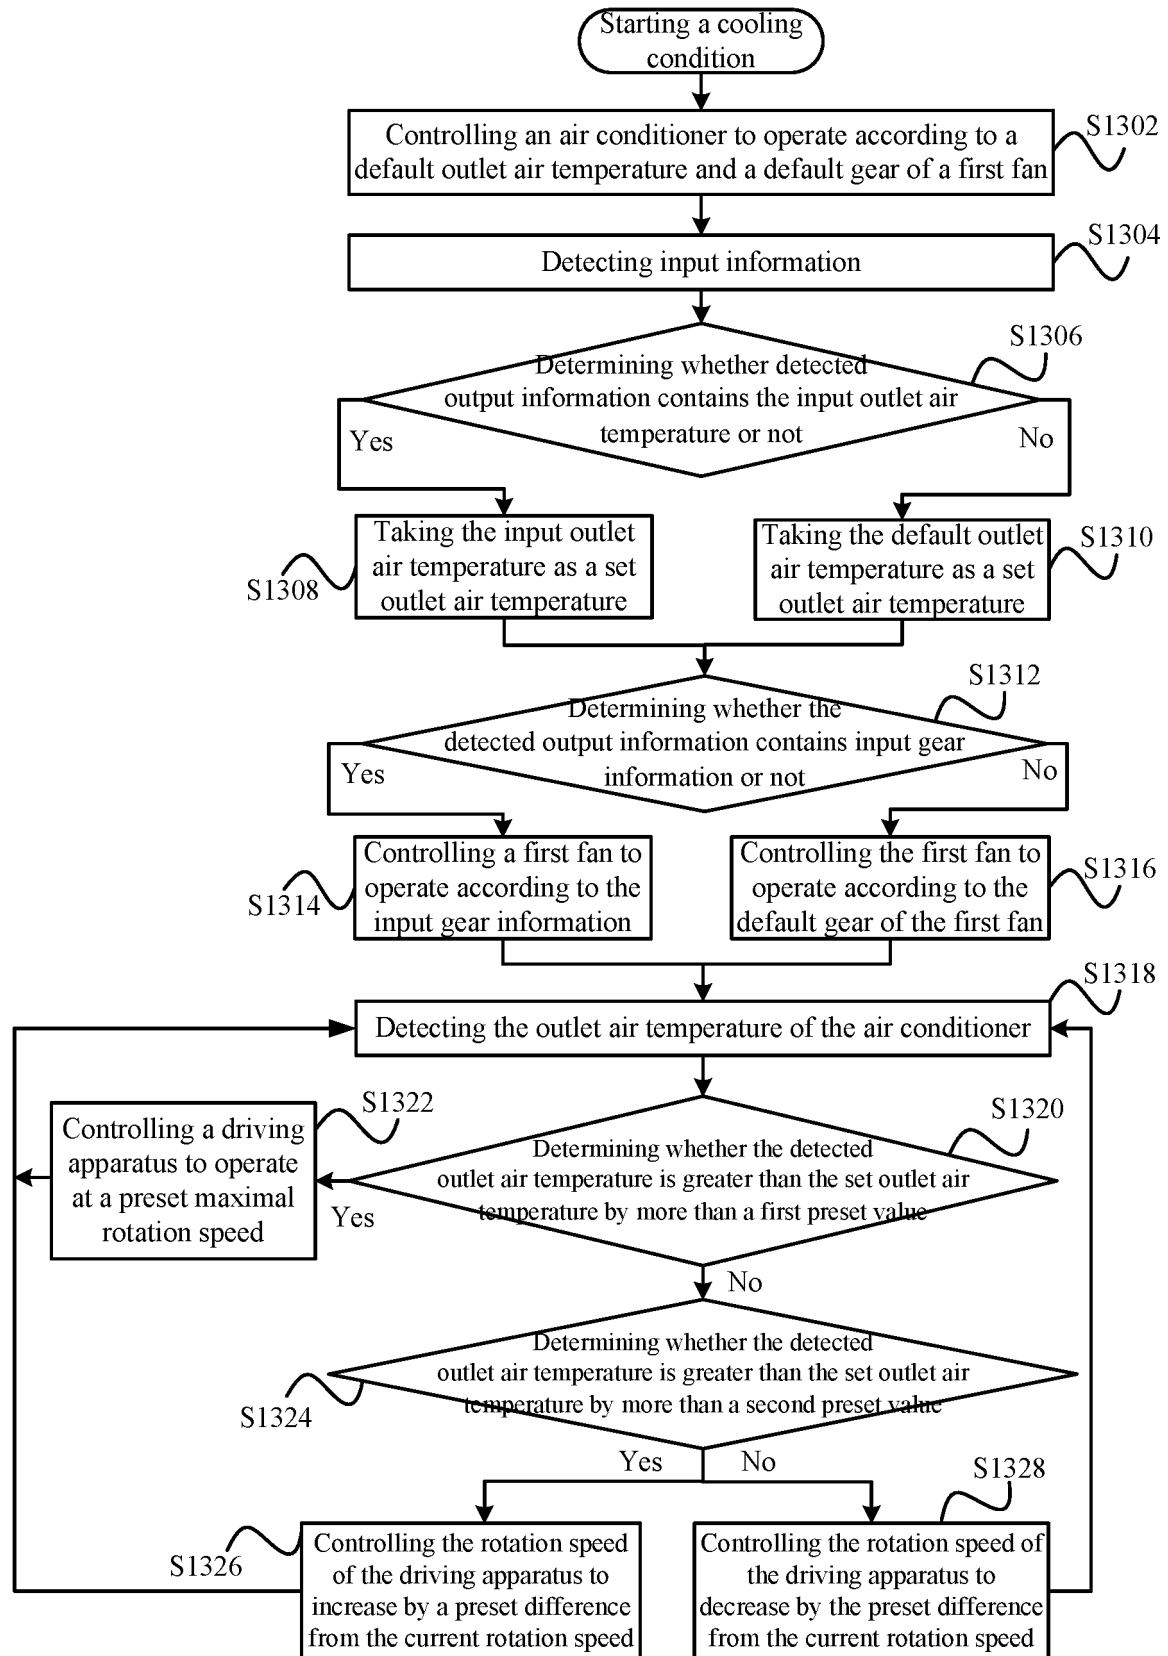 Starting a cooling
condition
Controlling an air conditioner to operate according to a
default outlet air temperature and a default gear of a first fan
S1302
Detecting input information
S1304
Determining whether detected
output information contains the input outlet air
temperature or not
S1306
Yes
No
Taking the input outlet
air temperature as a set
outlet air temperature
S1308
Taking the default outlet
air temperature as a set
outlet air temperature
S1310
Determining whether the
detected output information contains input gear
information or not
S1312
Yes
No
Controlling a first fan to
operate according to the
input gear information
S1314
Controlling the first fan to
operate according to the
default gear of the first fan
S1316
Detecting the outlet air temperature of the air conditioner
S1318
Controlling a driving
apparatus to operate
at a preset maximal
rotation speed
S1322
Determining whether the detected
outlet air temperature is greater than the set outlet air
temperature by more than a first preset value
S1320
Yes
No
Determining whether the detected
outlet air temperature is greater than the set outlet air
temperature by more than a second preset value
S1324
Yes
No
Controlling the rotation speed
of the driving apparatus to
increase by a preset difference
from the current rotation speed
S1326
Controlling the rotation speed of
the driving apparatus to
decrease by the preset difference
from the current rotation speed
S1328